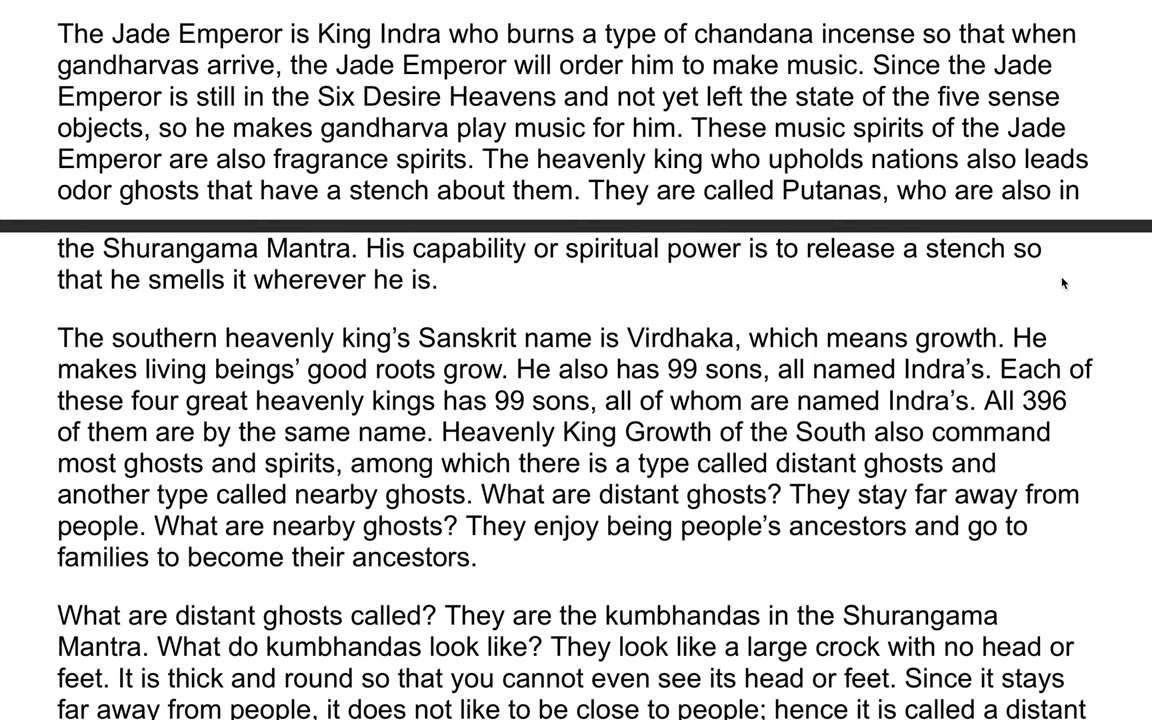 The Jade Emperor is King Indra who burns a type of chandana incense so that when
gandharvas arrive, the Jade Emperor will order him to make music. Since the Jade
Emperor is still in the Six Desire Heavens and not yet left the state of the five sense
objects, so he makes gandharva play music for him. These music spirits of the Jade
Emperor are also fragrance spirits. The heavenly king who upholds nations also leads
odor ghosts that have a stench about them. They are called Putanas, who are also in
the Shurangama Mantra. His capability or spiritual power is to release a stench so
that he smells it wherever he is.
The southern heavenly king’s Sanskrit name is Virdhaka, which means growth. He
makes living beings’ good roots grow. He also has 99 sons, all named Indra’s. Each of
these four great heavenly kings has 99 sons, all of whom are named Indra’s. All 396
of them are by the same name. Heavenly King Growth of the South also command
most ghosts and spirits, among which there is a type called distant ghosts and
another type called nearby ghosts. What are distant ghosts? They stay far away from
people. What are nearby ghosts? They enjoy being people’s ancestors and go to
families to become their ancestors.
What are distant ghosts called? They are the kumbhandas in the Shurangama
Mantra. What do kumbhandas look like? They look like a large crock with no head or
feet. It is thick and round so that you cannot even see its head or feet. Since it stays
far away from people, it does not like to be close to people; hence it is called a distant